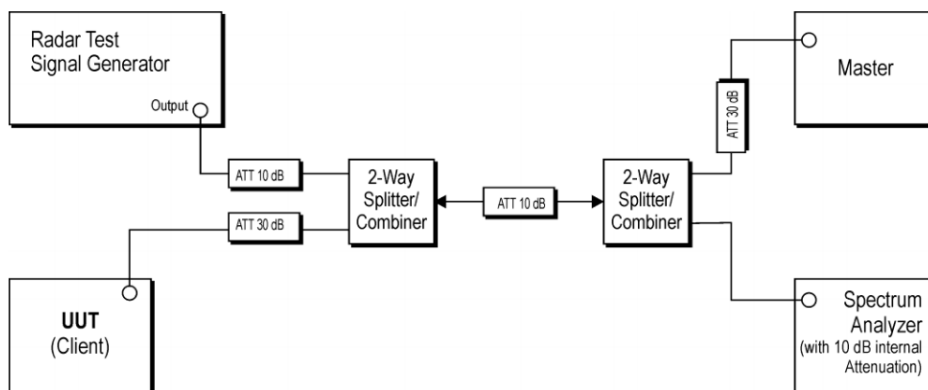 Radar Test
Signal Generator
Output
ATT 10 dB
ATT 30 dB
UUT
(Client)
2-Way
Splitter/
Combiner
ATT 10 dB
2-Way
Splitter/
Combiner
ATT 30 dB
Master
Spectrum
Analyzer
(with 10 dB internal
Attenuation)